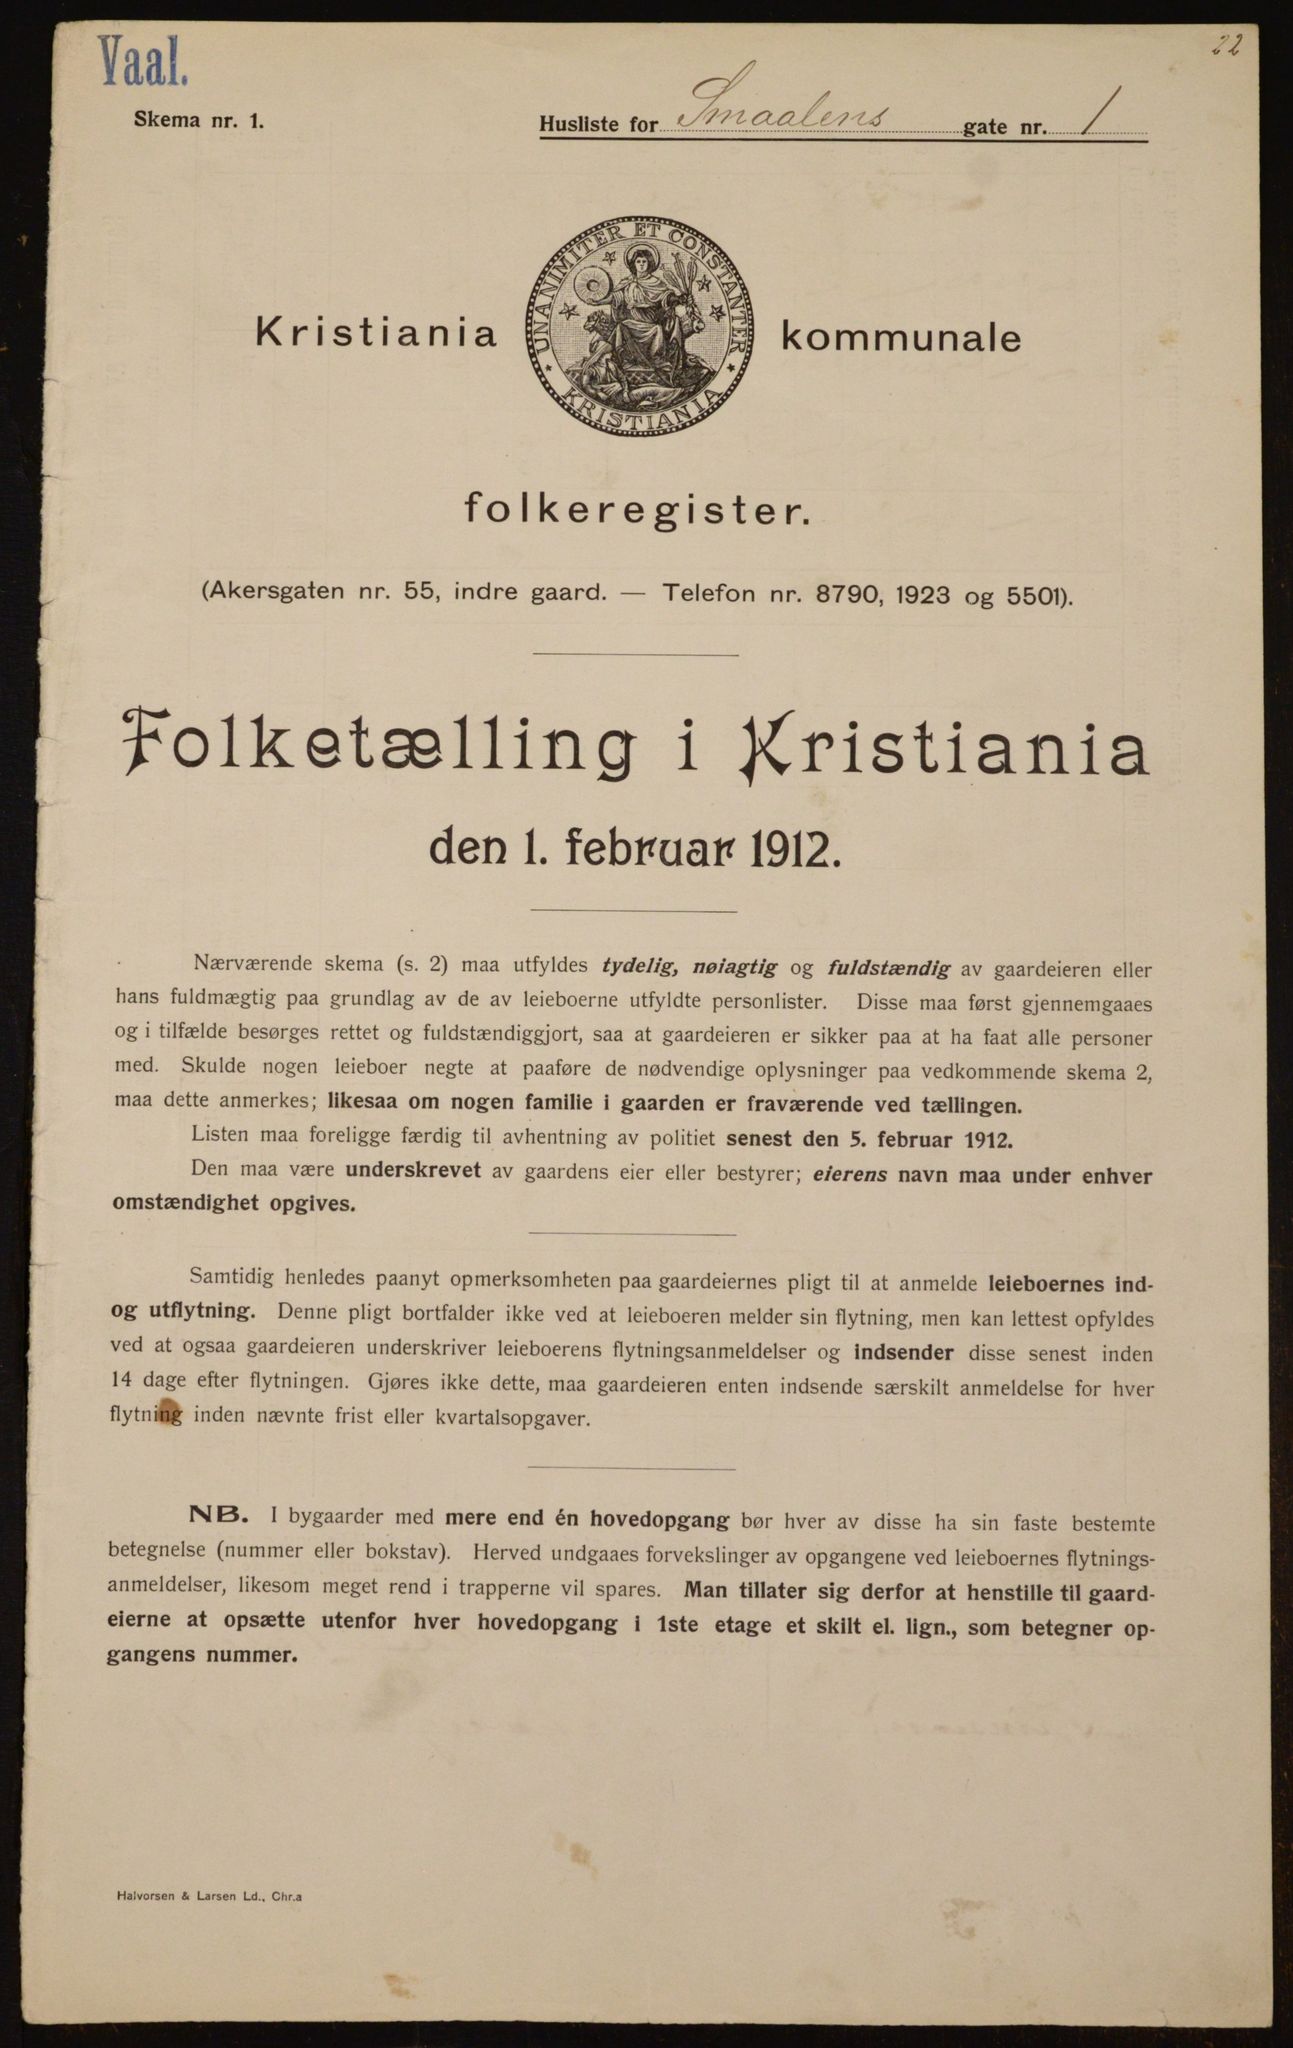 22
Vaal.
Skema nr. 1.
Husliste for Smaalens gate nr. 1
UNANIMITER ET CONSTANTER
KRISTIANIA
Kristiania kommunale
folkeregister.
(Akersgaten nr. 55, indre gaard. — Telefon nr. 8790, 1923 og 5501).
Folketælling i Kristiania
den 1. februar 1912.
Nærværende skema (s. 2) maa utfyldes tydelig, nøiagtig og fuldstændig av gaardeieren eller
hans fuldmægtig paa grundlag av de av leieboerne utfyldte personlister. Disse maa først gjennemgaaes
og i tilfælde besørges rettet og fuldstændiggjort, saa at gaardeieren er sikker paa at ha faat alle personer
med. Skulde nogen leieboer negte at paaføre de nødvendige oplysninger paa vedkommende skema 2,
maa dette anmerkes; likesaa om nogen familie i gaarden er fraværende ved tællingen.
Listen maa foreligge færdig til avhentning av politiet senest den 5. februar 1912.
Den maa være underskrevet av gaardens eier eller bestyrer; eierens navn maa under enhver
omstændighet opgives.
Samtidig henledes paanyt opmerksomheten paa gaardeiernes pligt til at anmelde leieboernes ind-
og utflytning. Denne pligt bortfalder ikke ved at leieboeren melder sin flytning, men kan lettest opfyldes
ved at ogsaa gaardeieren underskriver leieboerens flytningsanmeldelser og indsender disse senest inden
14 dage efter flytningen. Gjøres ikke dette, maa gaardeieren enten indsende særskilt anmeldelse for hver
flytning inden nævnte frist eller kvartalsopgaver.
NB. I bygaarder med mere end én hovedopgang bør hver av disse ha sin faste bestemte
betegnelse (nummer eller bokstav). Herved undgaaes forvekslinger av opgangene ved leieboernes flytnings-
anmeldelser, likesom meget rend i trapperne vil spares. Man tillater sig derfor at henstille til gaard-
eierne at opsætte utenfor hver hovedopgang i 1ste etage et skilt el. lign., som betegner op-
gangens nummer.
Halvorsen & Larsen Ld., Chr.a